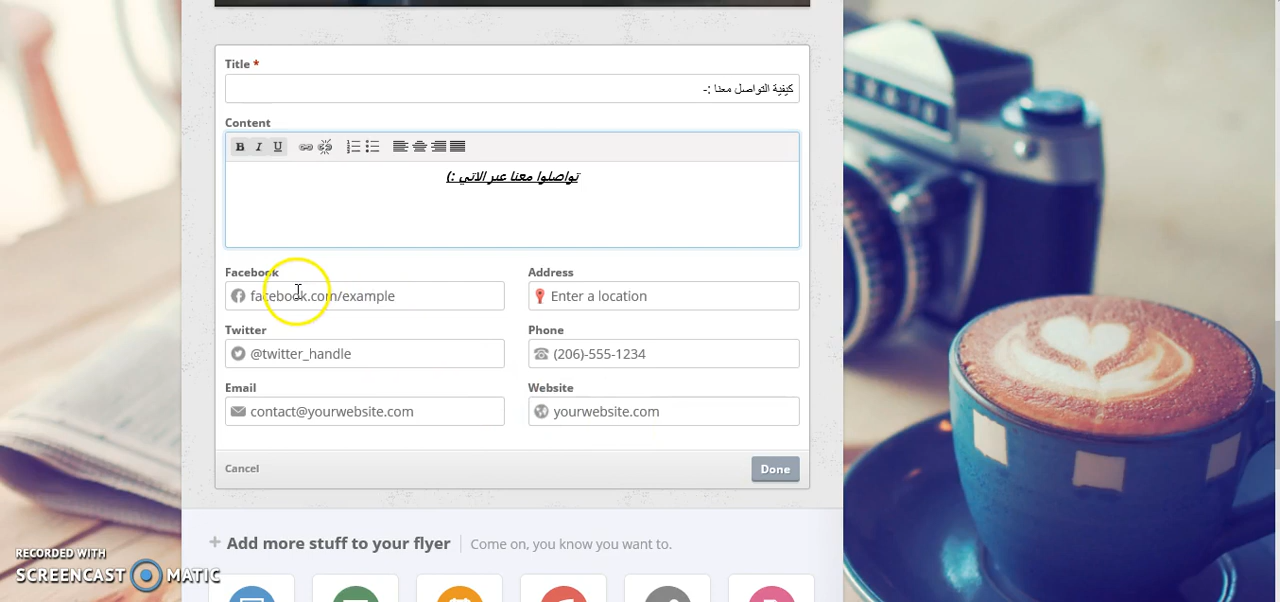 Title *
كيفية التواصل معنا :-
Content
B I U
تواصلوا معنا عبر الاتي :)
Facebook
facebook.com/example
Address
Enter a location
Twitter
@twitter_handle
Phone
(206)-555-1234
Email
contact@yourwebsite.com
Website
yourwebsite.com
Cancel
Done
+ Add more stuff to your flyer
Come on, you know you want to.
RECORDED WITH
SCREENCAST MATIC